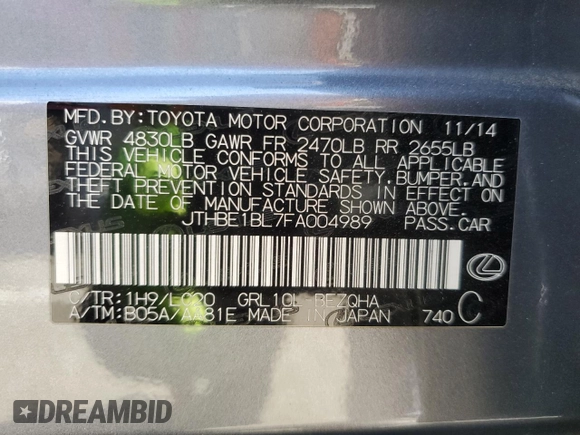 MFD.BY:TOYOTA MOTOR CORPORATION 11/14
GVWR 4830LB GAWR FR 2470LB RR 2655LB
THIS VEHICLE CONFORMS TO ALL APPLICABLE
FEDERAL MOTOR VEHICLE SAFETY,BUMPER,AND
THEFT PREVENTION STANDARDS IN EFFECT ON
THE DATE OF MANUFACTURE SHOWN ABOVE.
JTHBE1BL7FA004989 PASS.CAR
C/TR:1H9/LC20 GRL10L-BEZQHA C
A/TM:B05A/AA81E MADE IN JAPAN 740
DREAMBID